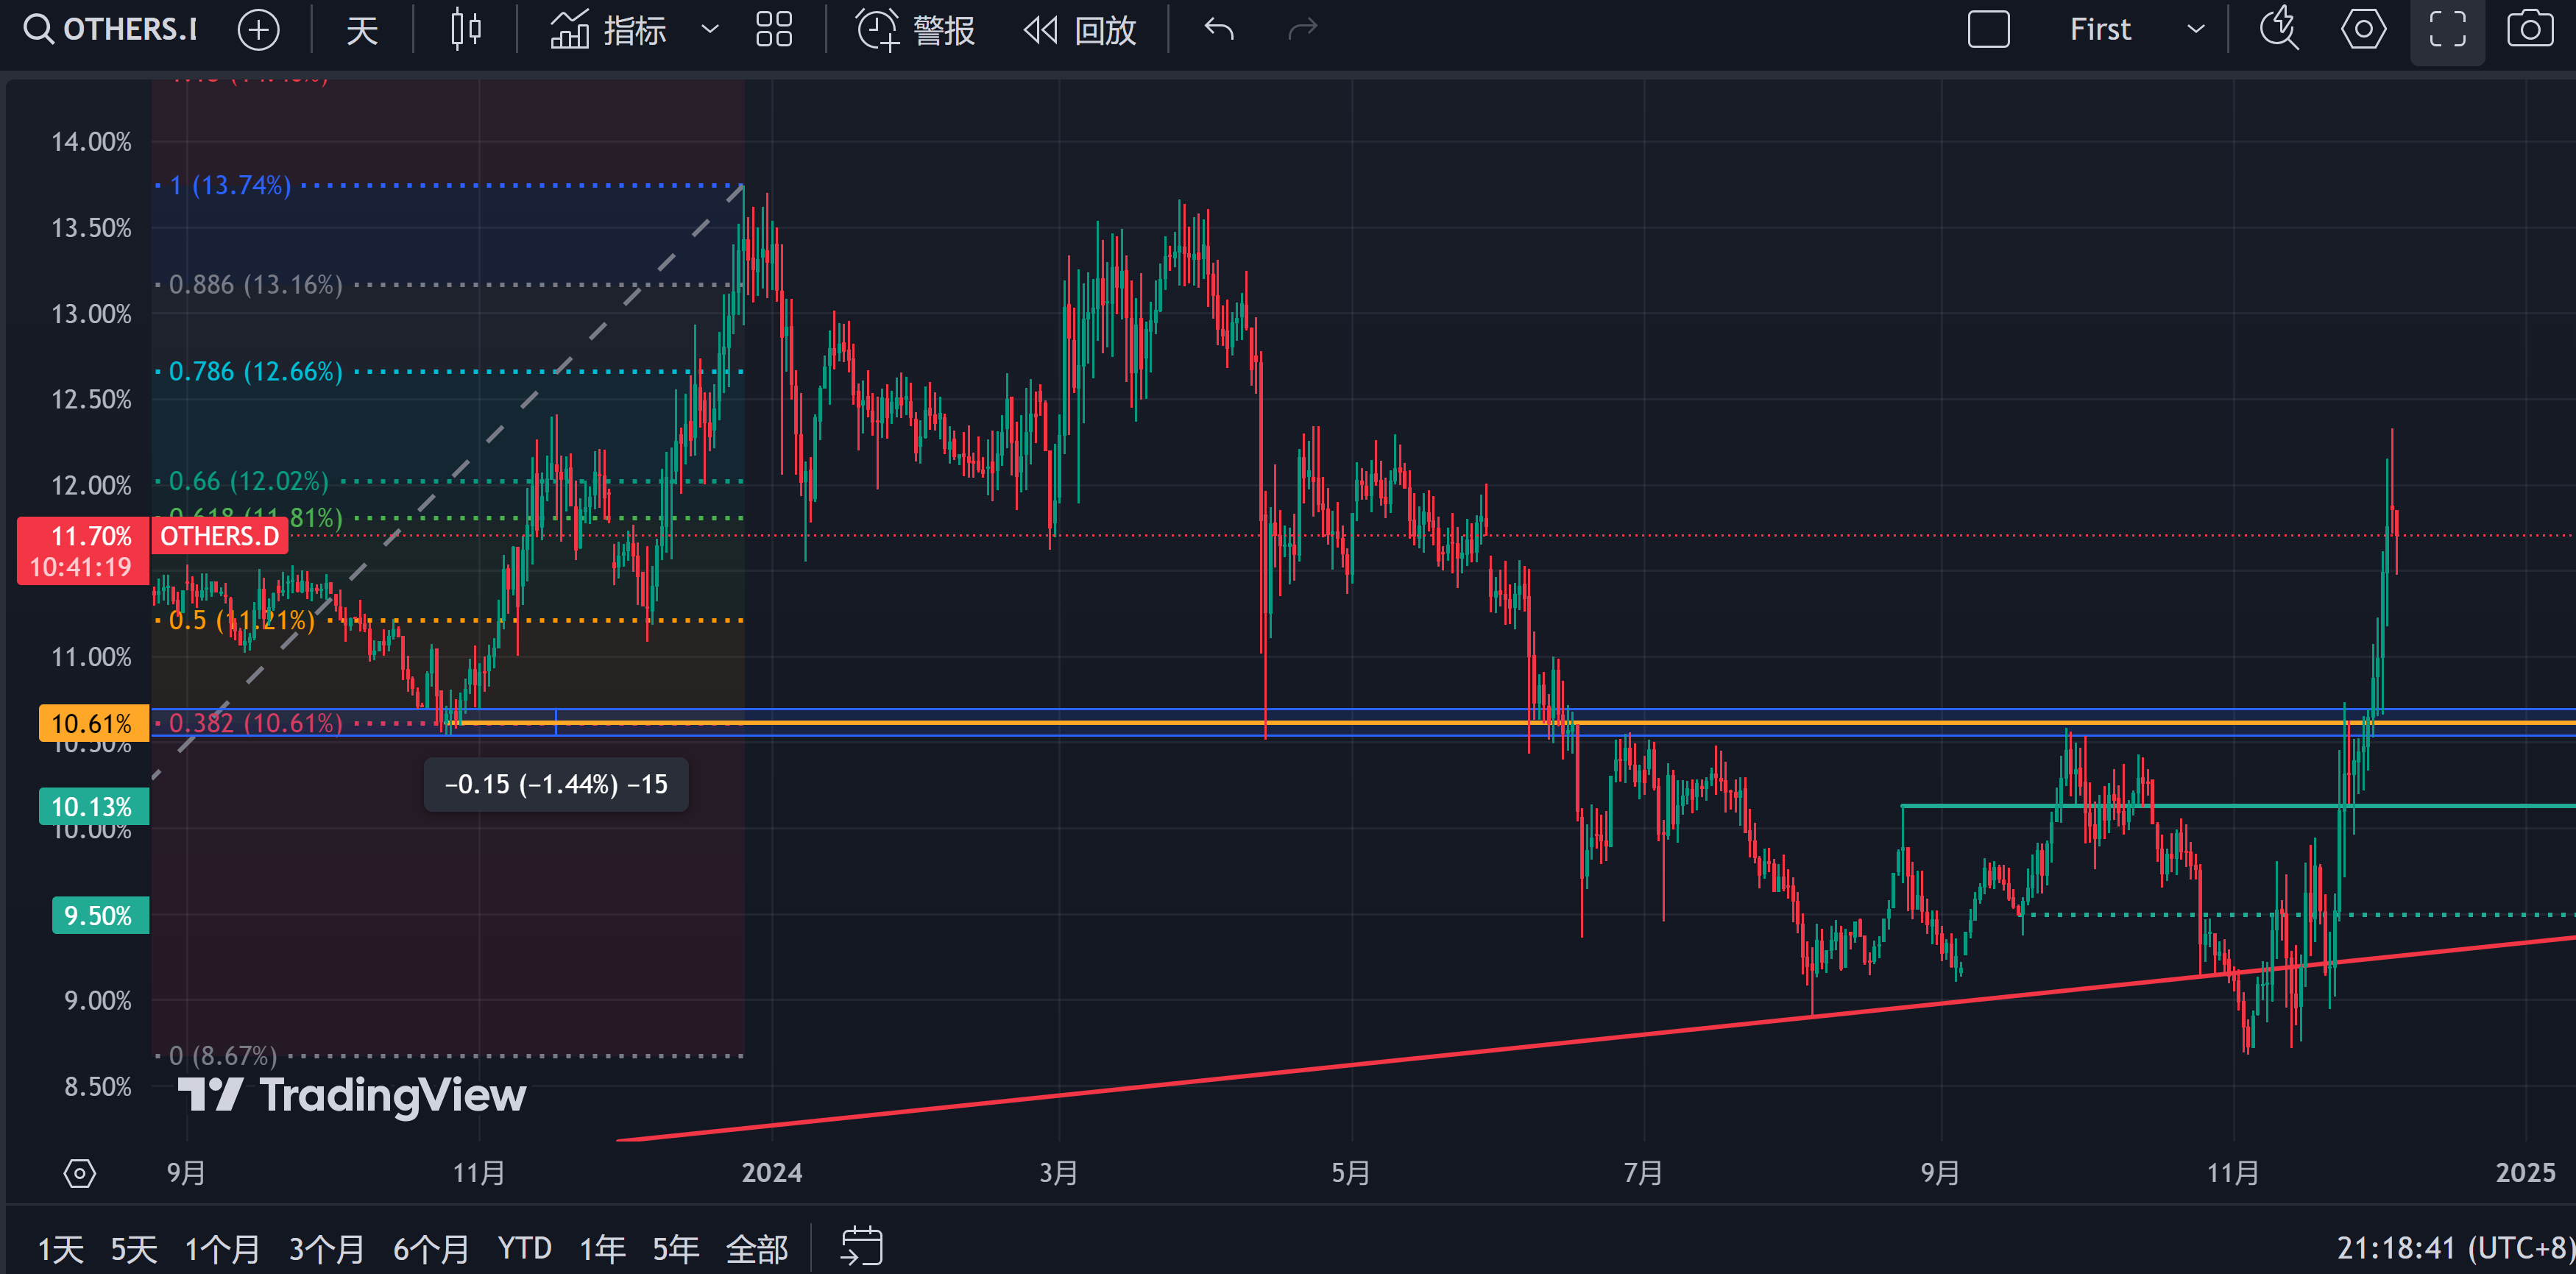 OTHERS.D 天 指标 警报 回放 First
14.00%
1 (13.74%)
13.50%
0.886 (13.16%)
13.00%
0.786 (12.66%)
12.50%
0.66 (12.02%)
12.00%
0.618 (11.81%)
11.70% OTHERS.D
10:41:19
0.5 (11.21%)
11.00%
10.61% 0.382 (10.61%)
10.50%
−0.15 (−1.44%) −15
10.13%
10.00%
9.50%
9.00%
0 (8.67%)
8.50%
TradingView
9月 11月 2024 3月 5月 7月 9月 11月 2025
1天 5天 1个月 3个月 6个月 YTD 1年 5年 全部 21:18:41 (UTC+8)